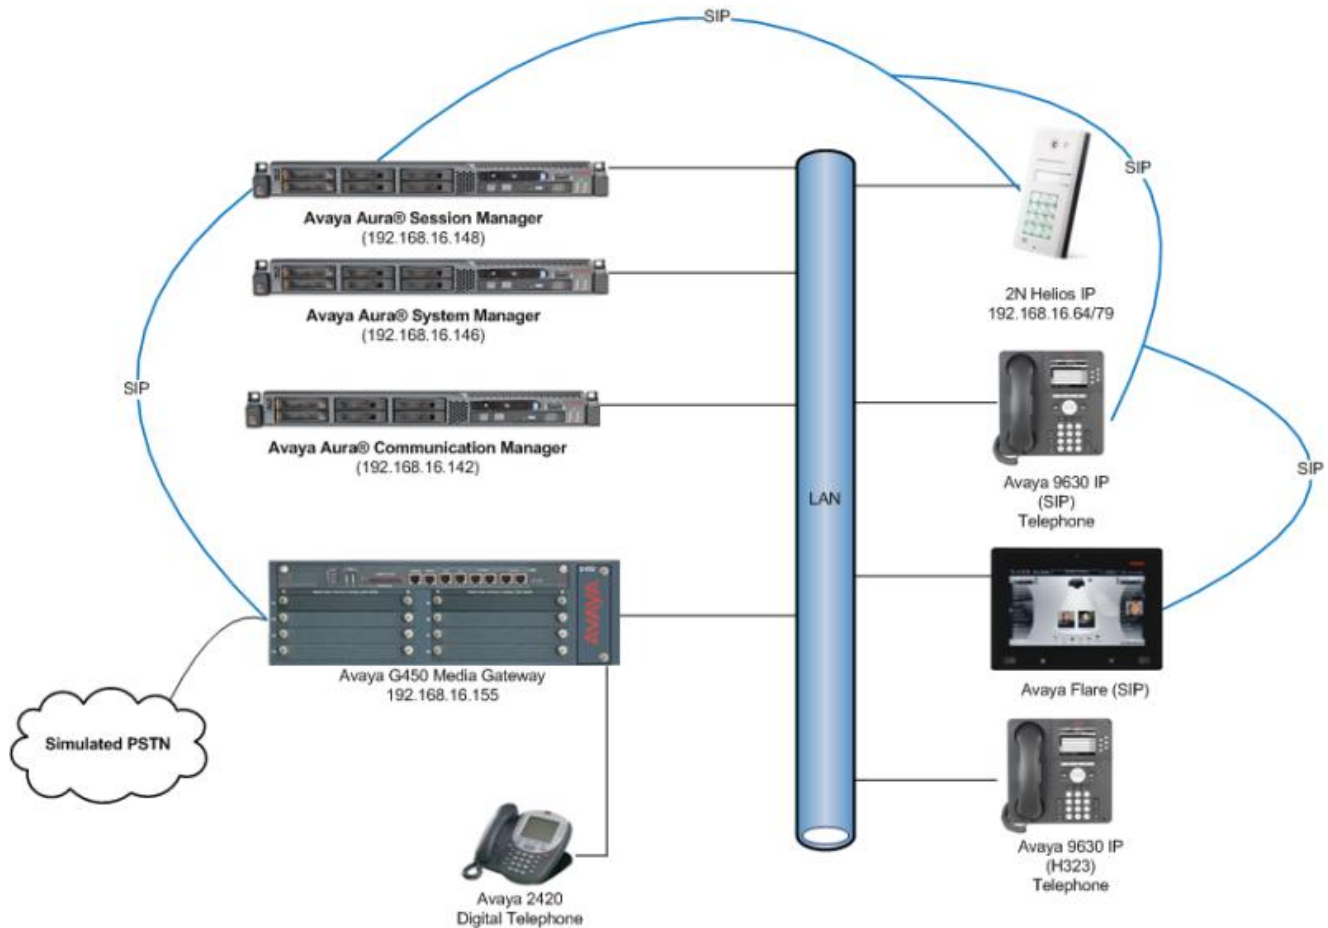 SIP
SIP
Avaya Aura® Session Manager
(192.168.16.148)
Avaya Aura® System Manager
(192.168.16.146)
2N Helios IP
192.168.16.64/79
SIP
Avaya Aura® Communication Manager
(192.168.16.142)
LAN
Avaya 9630 IP
(SIP)
Telephone
SIP
AVAYA
Avaya G450 Media Gateway
192.168.16.155
Avaya Flare (SIP)
Simulated PSTN
Avaya 9630 IP
(H323)
Telephone
Avaya 2420
Digital Telephone